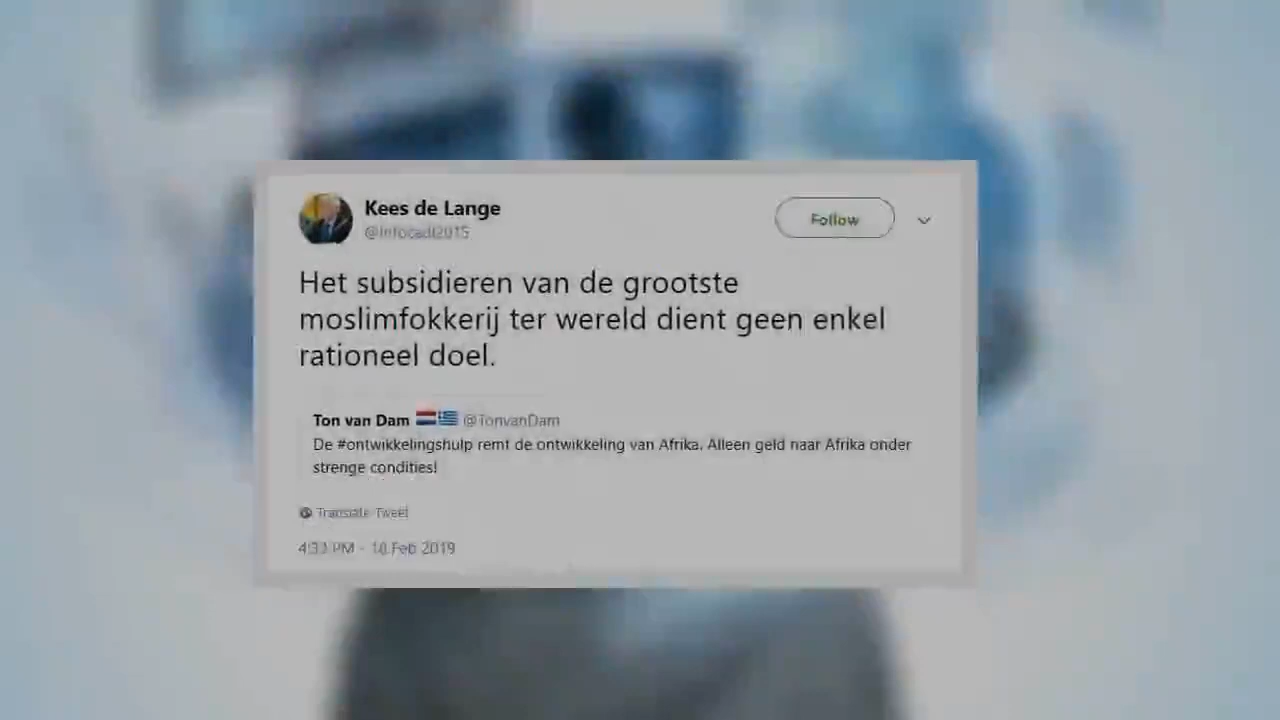 Kees de Lange
@infocadi2015
Follow
Het subsidieren van de grootste
moslimfokkerij ter wereld dient geen enkel
rationeel doel.
Ton van Dam @TonvanDam
De #ontwikkelingshulp remt de ontwikkeling van Afrika. Alleen geld naar Afrika onder
strenge condities!
Translate Tweet
4:33 PM - 18 Feb 2019